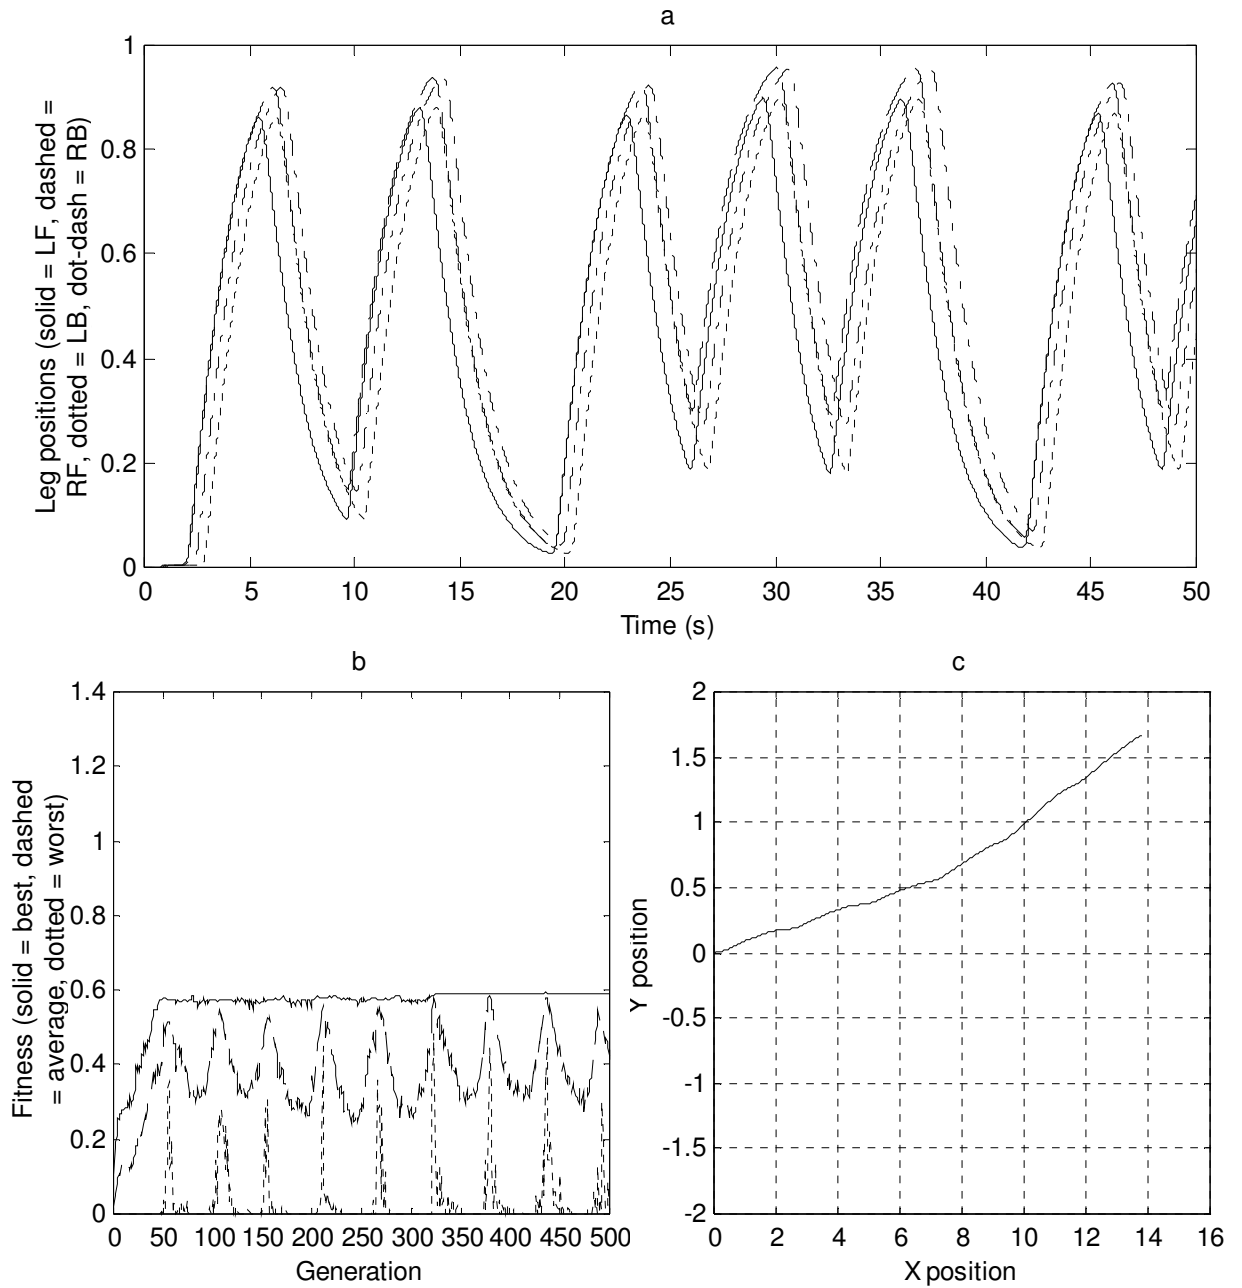 a
Leg positions (solid = LF, dashed =
RF, dotted = LB, dot-dash = RB)
1
0.8
0.6
0.4
0.2
0
0 5 10 15 20 25 30 35 40 45 50
Time (s)
b
Fitness (solid = best, dashed
= average, dotted = worst)
1.4
1.2
1
0.8
0.6
0.4
0.2
0
0 50 100 150 200 250 300 350 400 450 500
Generation
c
Y position
2
1.5
1
0.5
0
-0.5
-1
-1.5
-2
0 2 4 6 8 10 12 14 16
X position